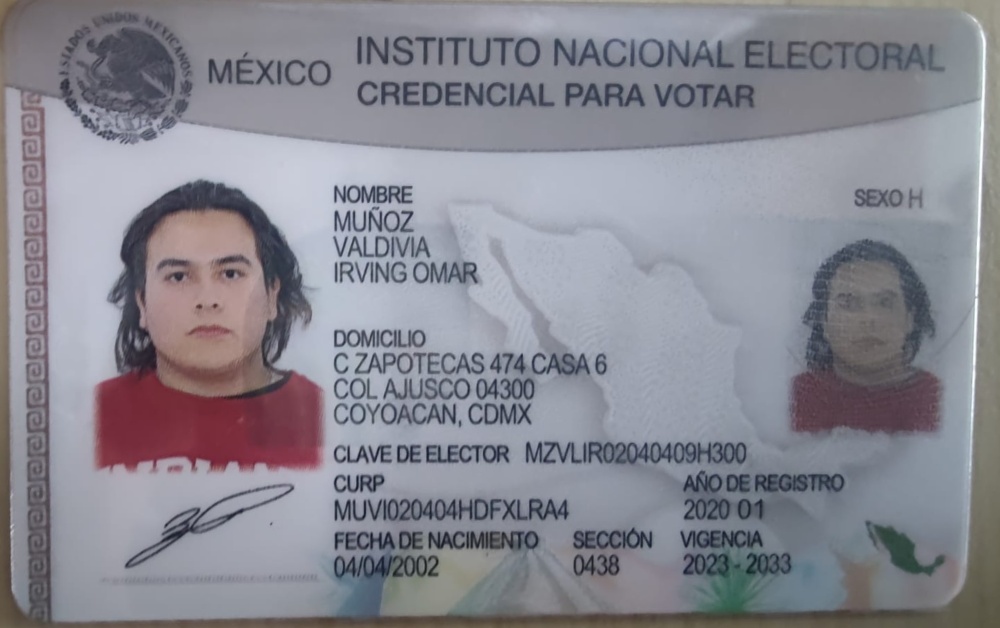 ESTADOS UNIDOS MEXICANOS
MÉXICO
INSTITUTO NACIONAL ELECTORAL
CREDENCIAL PARA VOTAR
NOMBRE
MUÑOZ
VALDIVIA
IRVING OMAR
SEXO H
DOMICILIO
C ZAPOTECAS 474 CASA 6
COL AJUSCO 04300
COYOACAN, CDMX
CLAVE DE ELECTOR MZVLIR02040409H300
CURP
MUVI020404HDFXLRA4
AÑO DE REGISTRO
2020 01
FECHA DE NACIMIENTO
04/04/2002
SECCIÓN
0438
VIGENCIA
2023 - 2033